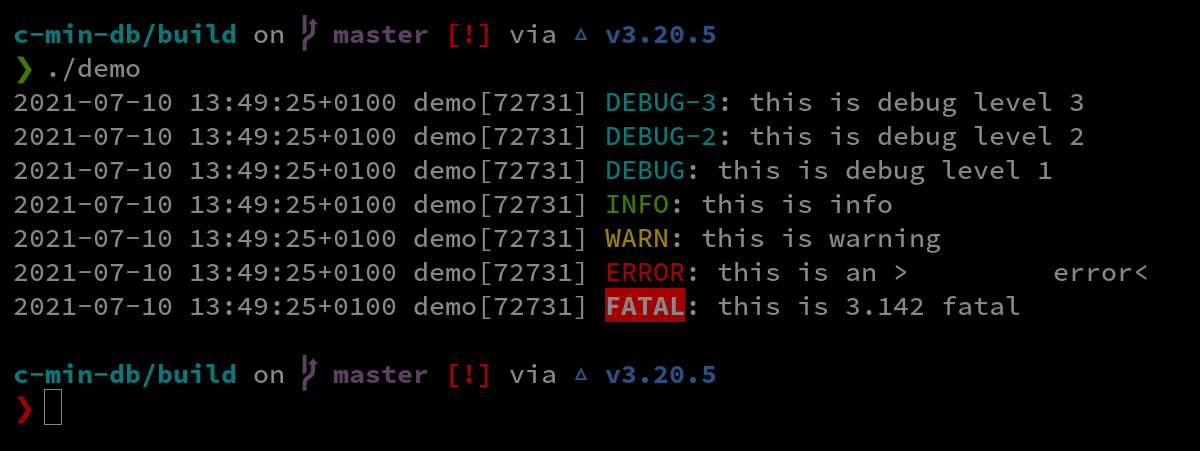 c-min-db/build on master [!] via △ v3.20.5
❯ ./demo
2021-07-10 13:49:25+0100 demo[72731] DEBUG-3: this is debug level 3
2021-07-10 13:49:25+0100 demo[72731] DEBUG-2: this is debug level 2
2021-07-10 13:49:25+0100 demo[72731] DEBUG: this is debug level 1
2021-07-10 13:49:25+0100 demo[72731] INFO: this is info
2021-07-10 13:49:25+0100 demo[72731] WARN: this is warning
2021-07-10 13:49:25+0100 demo[72731] ERROR: this is an >         error<
2021-07-10 13:49:25+0100 demo[72731] FATAL: this is 3.142 fatal
c-min-db/build on master [!] via △ v3.20.5
❯